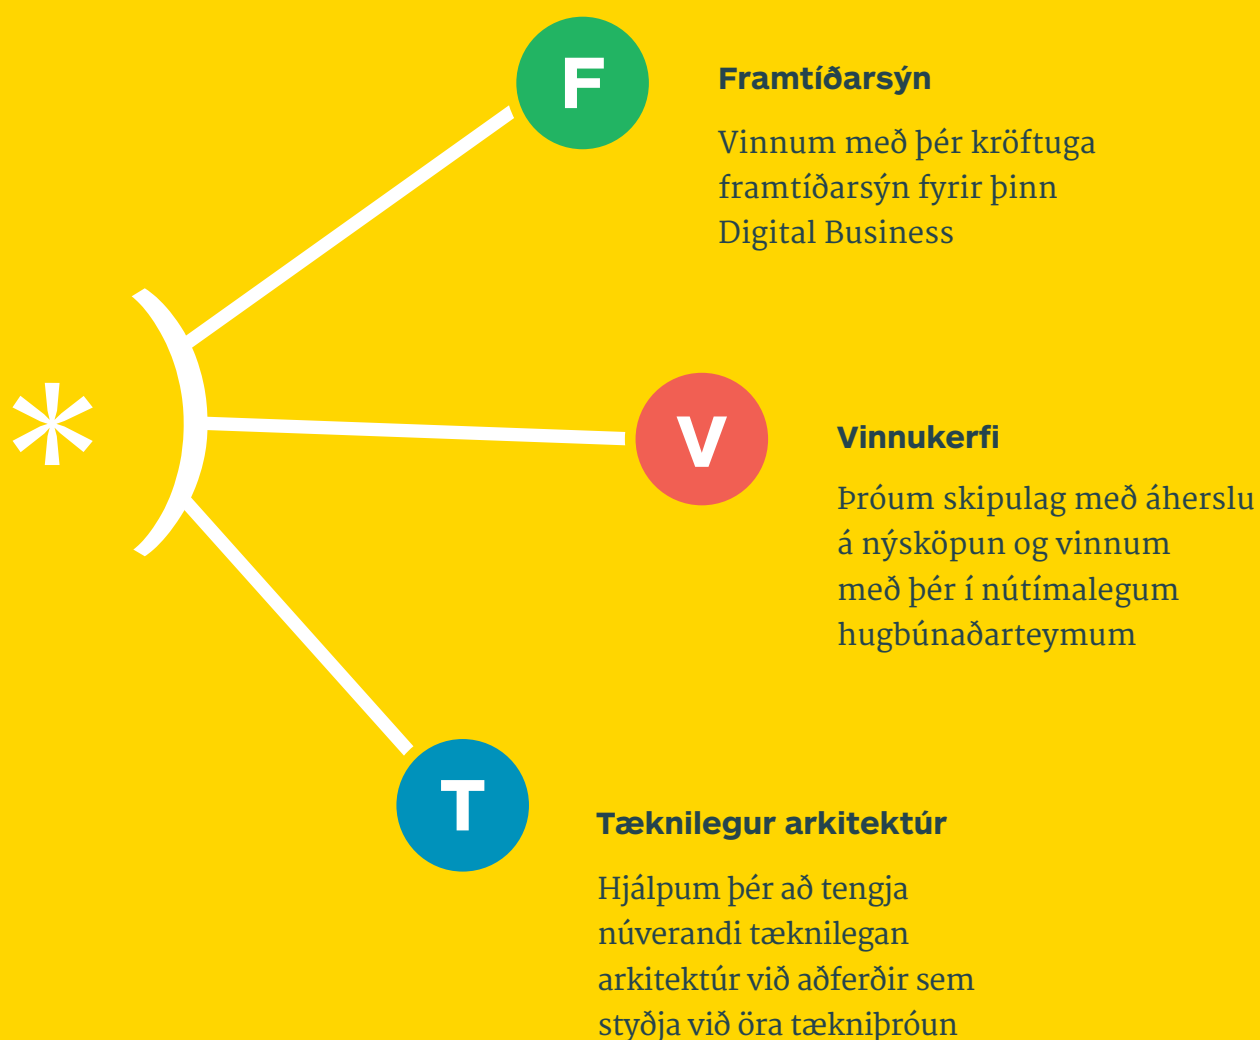 F
Framtíðarsýn
Vinnum með þér kröftuga
framtíðarsýn fyrir þinn
Digital Business
*)
V
Vinnukerfi
Þróum skipulag með áherslu
á nýsköpun og vinnum
með þér í nútímalegum
hugbúnaðarteymum
T
Tæknilegur arkitektúr
Hjálpum þér að tengja
núverandi tæknilegan
arkitektúr við aðferðir sem
styðja við öra tækniþróun